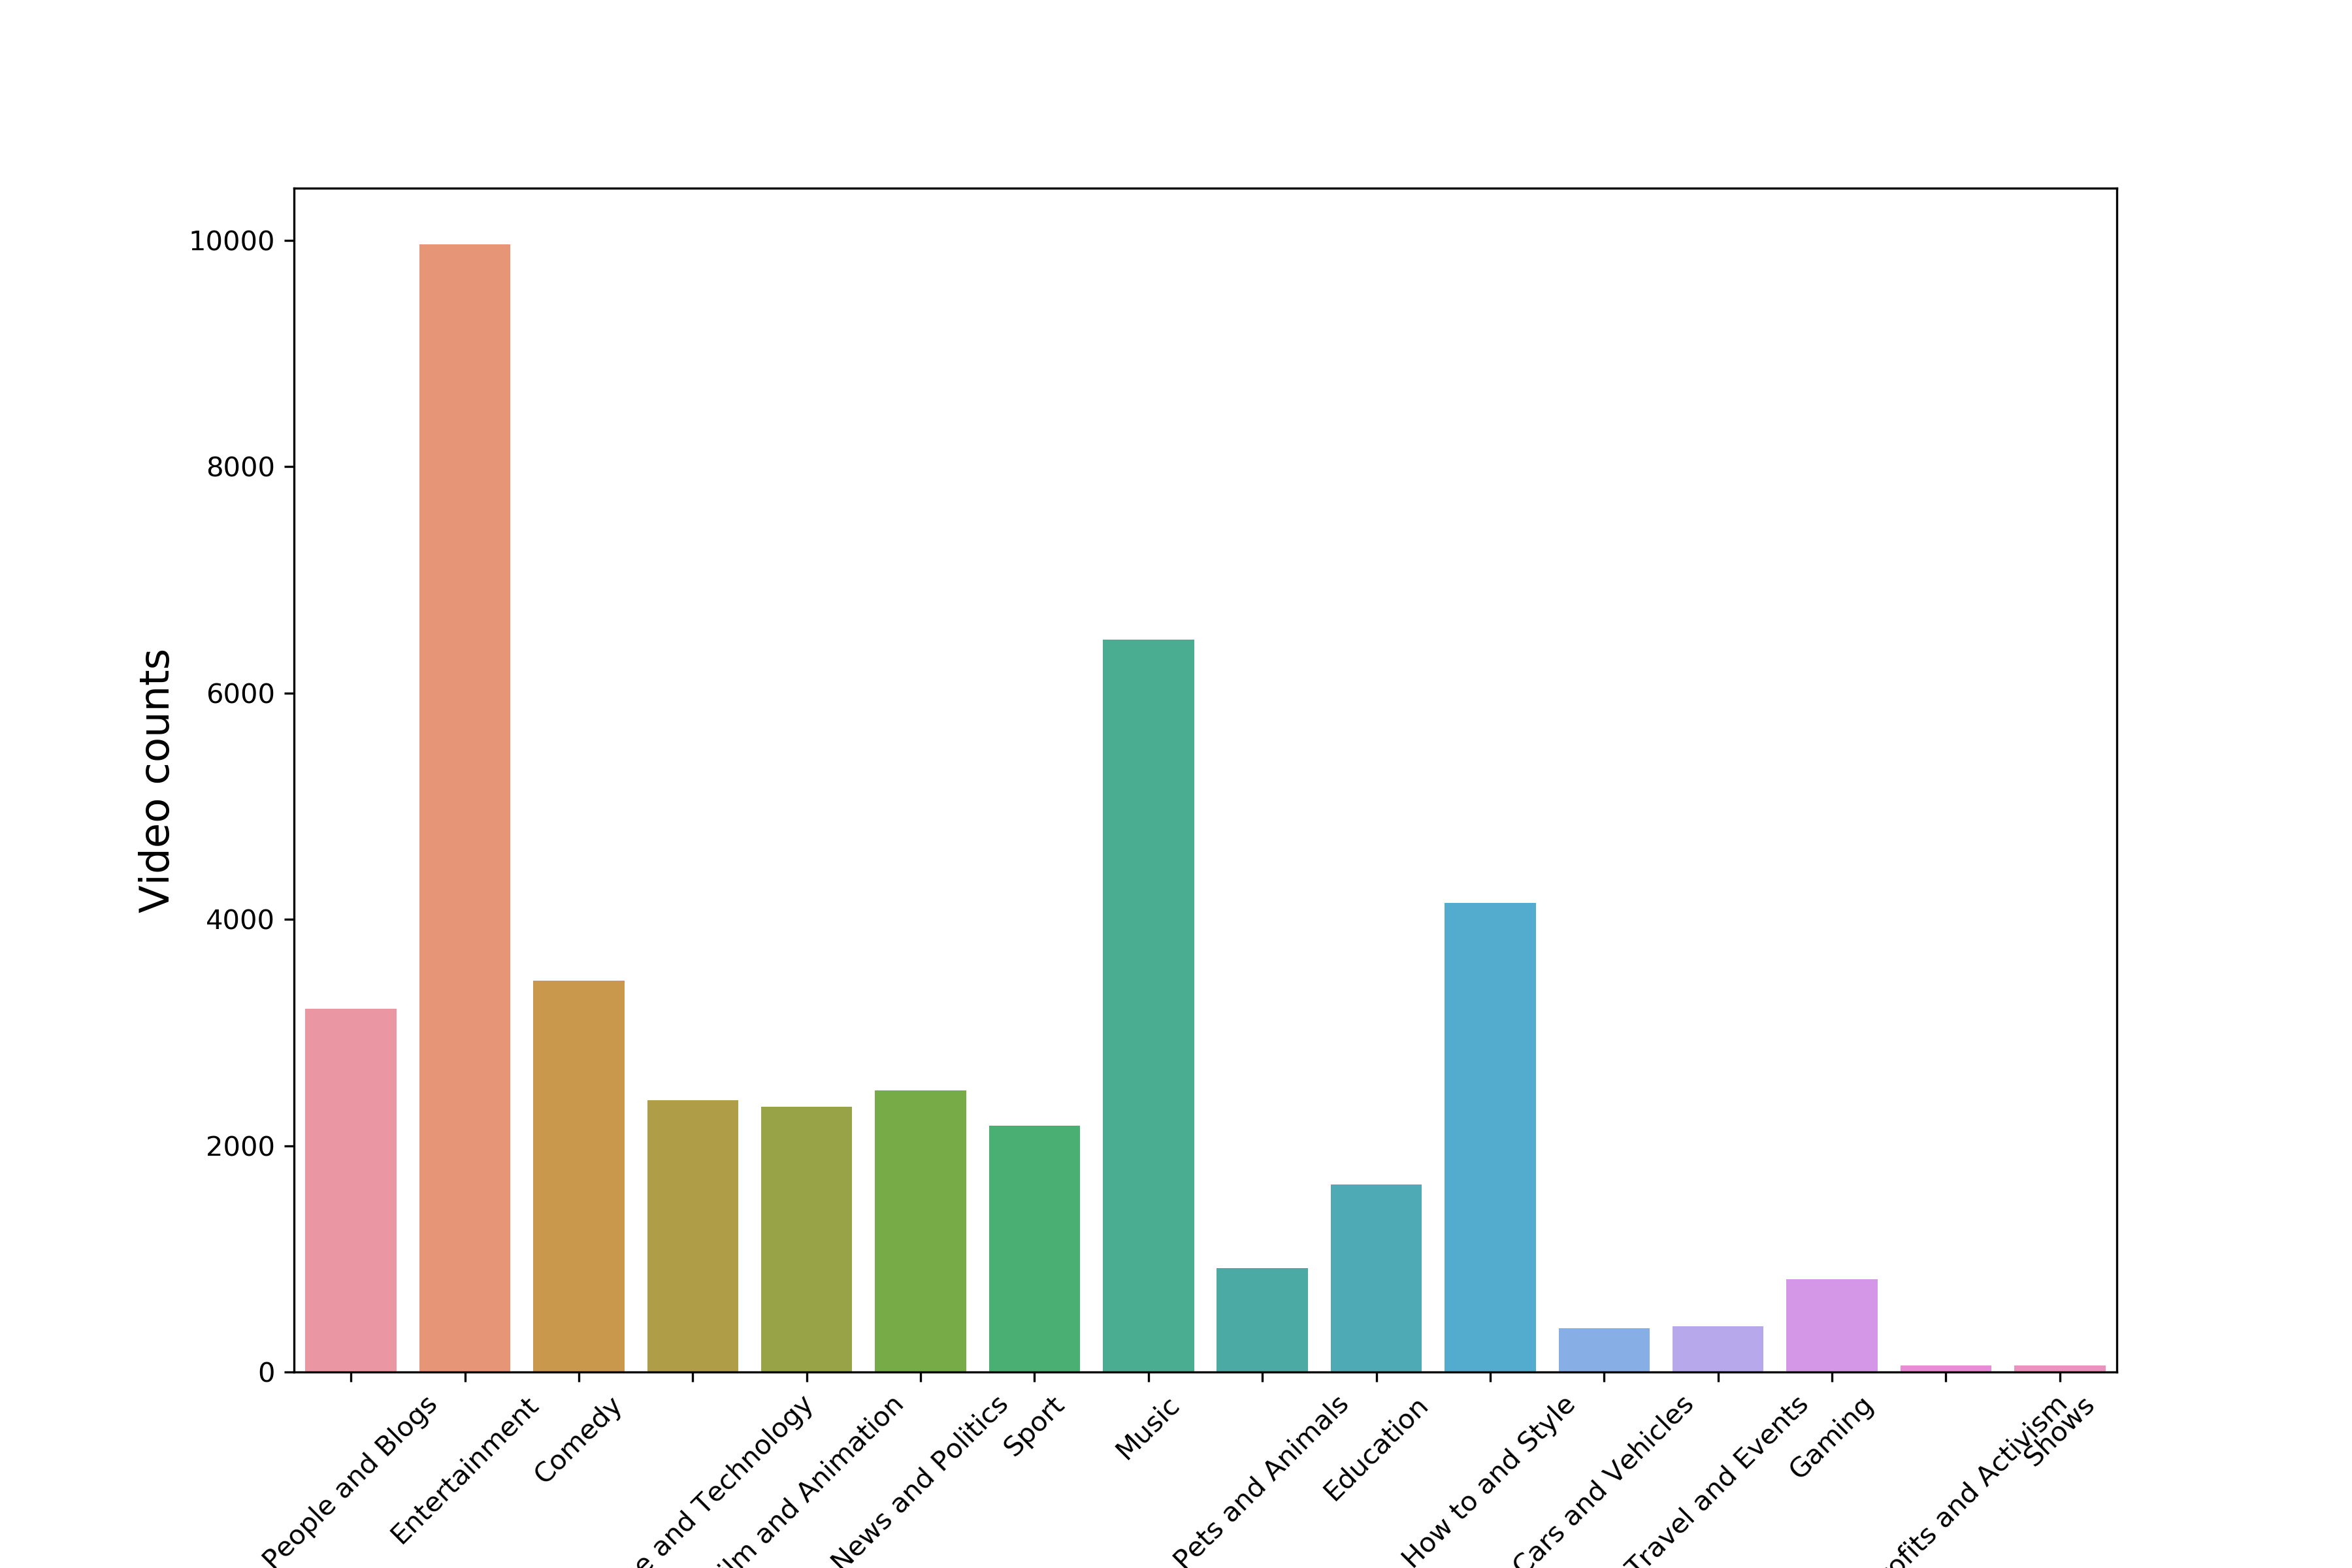 10000
8000
6000
4000
2000
0
Video counts
People and Blogs
Entertainment
Comedy
and Technology
and Animation
News and Politics
Sport
Music
Pets and Animals
Education
How to and Style
Cars and Vehicles
Travel and Events
Gaming
and Activism
Shows